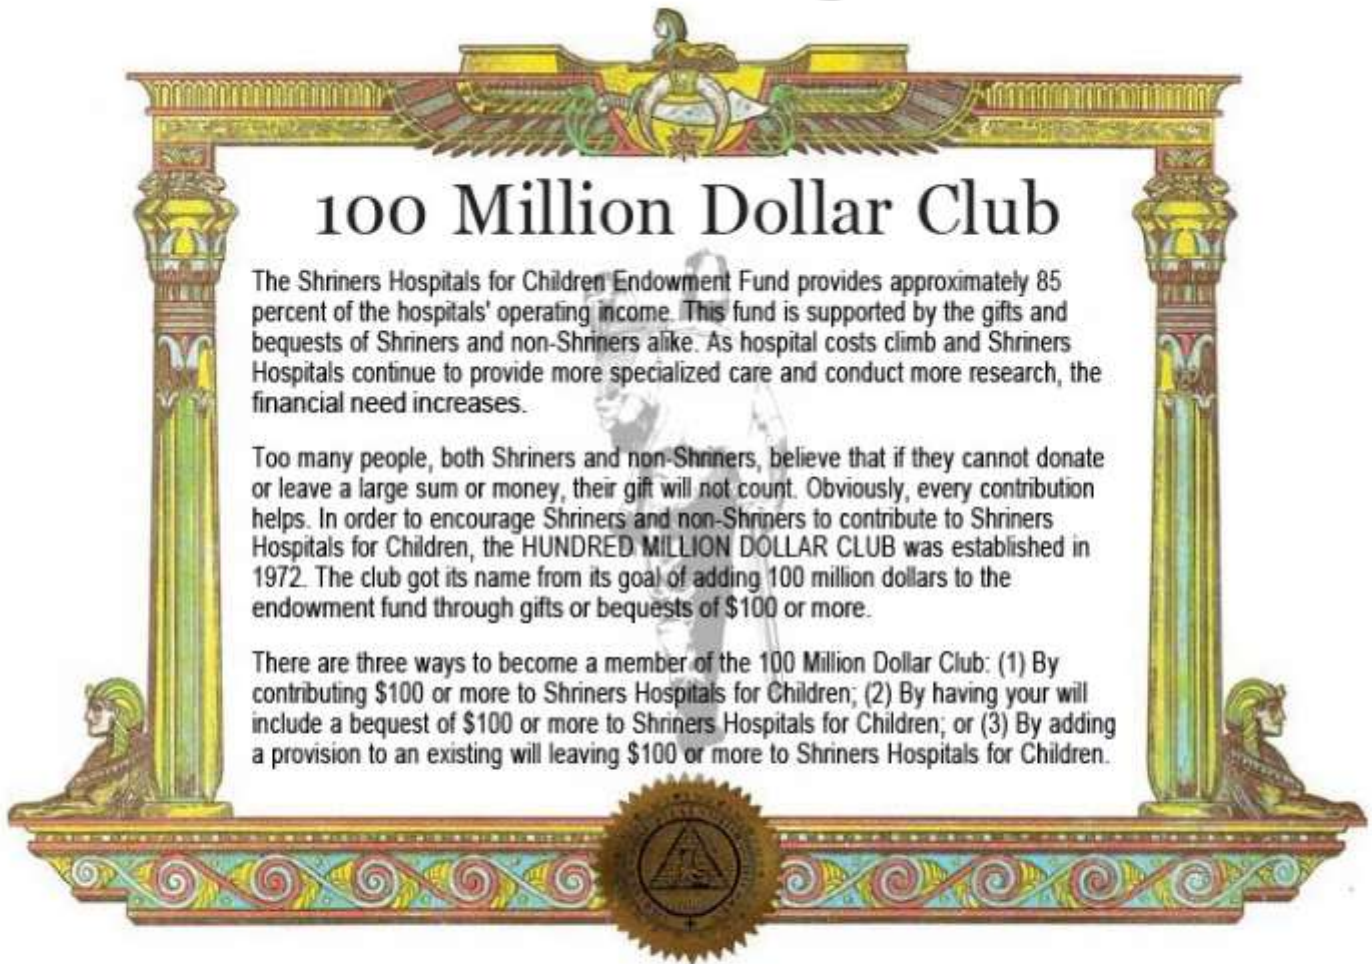 100 Million Dollar Club
The Shriners Hospitals for Children Endowment Fund provides approximately 85
percent of the hospitals' operating income. This fund is supported by the gifts and
bequests of Shriners and non-Shriners alike. As hospital costs climb and Shriners
Hospitals continue to provide more specialized care and conduct more research, the
financial need increases.
Too many people, both Shriners and non-Shriners, believe that if they cannot donate
or leave a large sum or money, their gift will not count. Obviously, every contribution
helps. In order to encourage Shriners and non-Shriners to contribute to Shriners
Hospitals for Children, the HUNDRED MILLION DOLLAR CLUB was established in
1972. The club got its name from its goal of adding 100 million dollars to the
endowment fund through gifts or bequests of $100 or more.
There are three ways to become a member of the 100 Million Dollar Club: (1) By
contributing $100 or more to Shriners Hospitals for Children; (2) By having your will
include a bequest of $100 or more to Shriners Hospitals for Children; or (3) By adding
a provision to an existing will leaving $100 or more to Shriners Hospitals for Children.